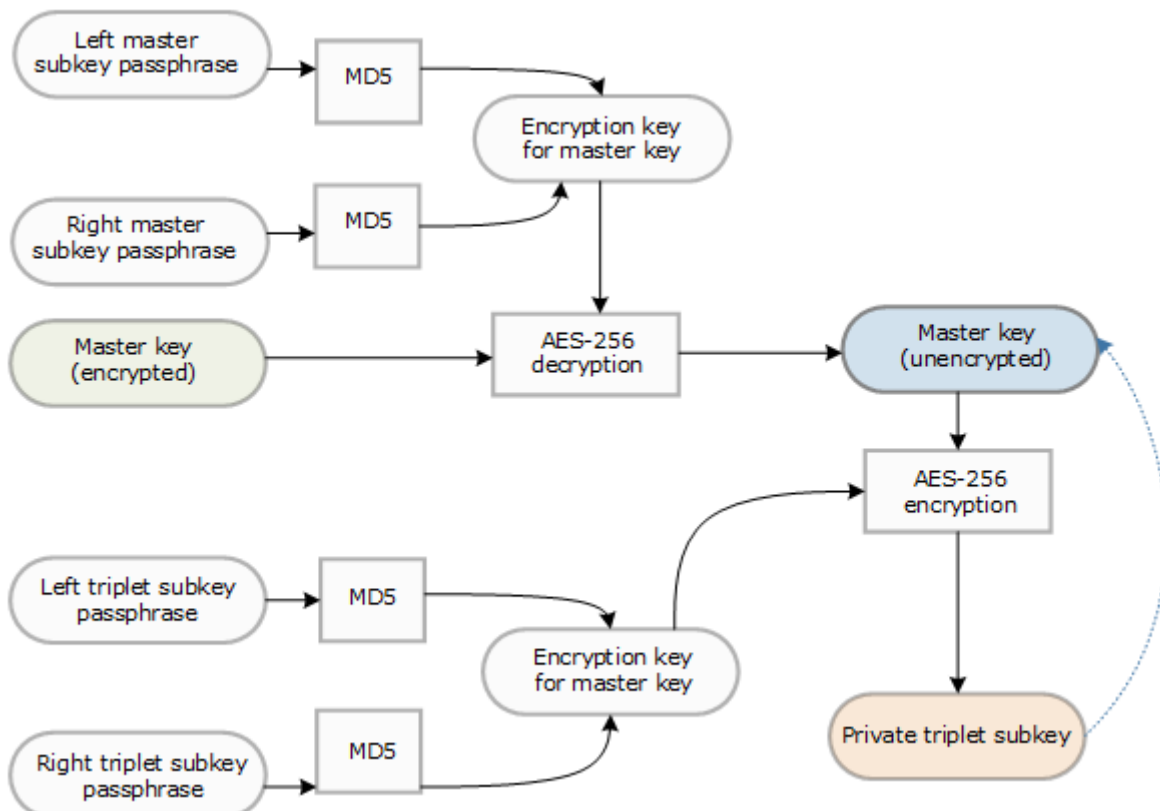 Left master
subkey passphrase
MD5
Encryption key
for master key
Right master
subkey passphrase
MD5
Master key
(encrypted)
AES-256
decryption
Master key
(unencrypted)
AES-256
encryption
Left triplet subkey
passphrase
MD5
Encryption key
for master key
Private triplet subkey
Right triplet subkey
passphrase
MD5